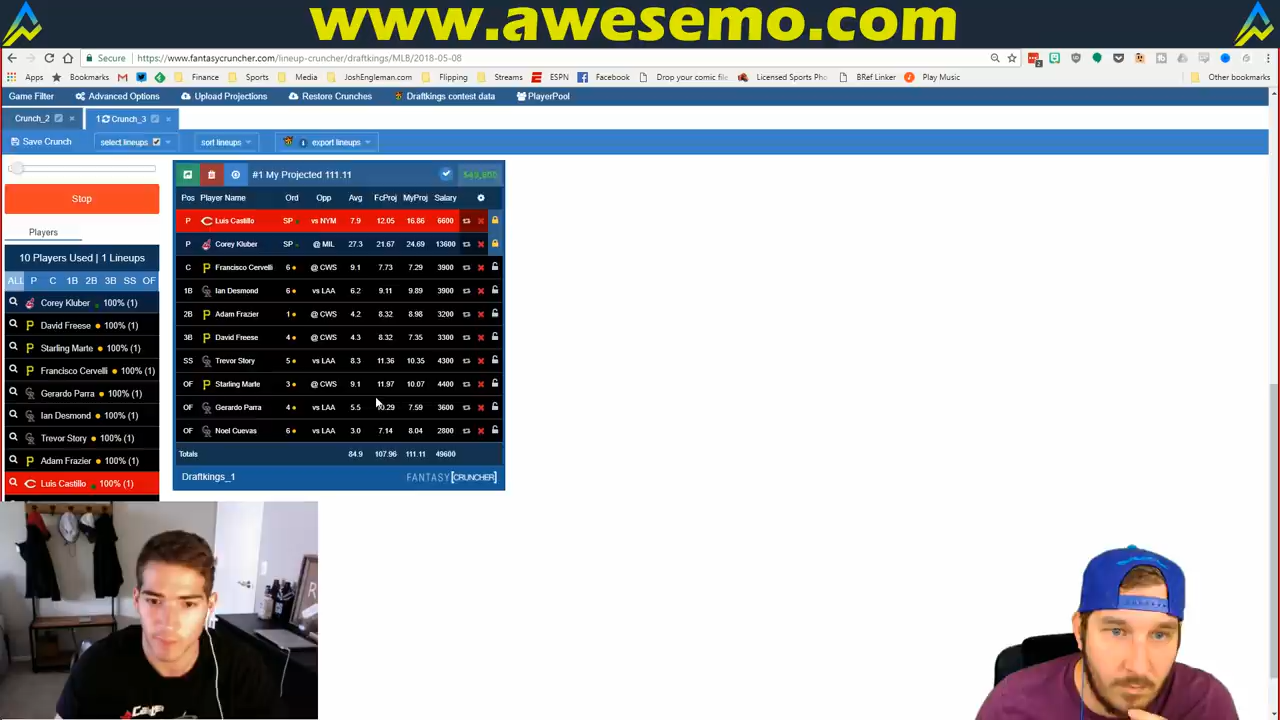 www.awesemo.com
Secure https://www.fantasycruncher.com/lineup-cruncher/draftkings/MLB/2018-05-08
Apps Bookmarks Finance Sports Media JoshEngleman.com Flipping Streams ESPN Facebook Drop your comic Licensed Sports Pho BRef Linker Play Music Other Bookmarks
Game Filter Advanced Options Upload Projections Restore Crunches Draftkings contest data PlayerPool
Crunch_2 x 1 Crunch_3 x
Save Crunch select lineups sort lineups export lineups
Stop
Players
10 Players Used | 1 Lineups
ALL P C 1B 2B 3B SS OF
Corey Kluber 100% (1)
David Freese 100% (1)
Starling Marte 100% (1)
Francisco Cervelli 100% (1)
Gerardo Parra 100% (1)
Ian Desmond 100% (1)
Trevor Story 100% (1)
Adam Frazier 100% (1)
Luis Castillo 100% (1)
#1 My Projected 111.11
Pos Player Name Ord Opp Avg FcProj MyProj Salary
P Luis Castillo SP vs NYM 7.9 12.05 16.86 6600
P Corey Kluber SP @ MIL 27.3 21.67 24.69 13600
C Francisco Cervelli 6 @ CWS 9.1 7.73 7.29 3900
1B Ian Desmond 6 vs LAA 6.2 9.11 9.89 3900
2B Adam Frazier 1 @ CWS 4.2 8.32 8.98 3200
3B David Freese 4 @ CWS 4.3 8.32 7.35 3300
SS Trevor Story 5 vs LAA 8.3 11.36 10.35 4300
OF Starling Marte 3 @ CWS 9.1 11.97 10.07 4400
OF Gerardo Parra 4 vs LAA 5.5 7.59 3600
OF Noel Cuevas 6 vs LAA 3.0 7.14 8.04 2800
Totals 84.9 107.96 111.11 49600
Draftkings_1 FANTASY[CRUNCHER]